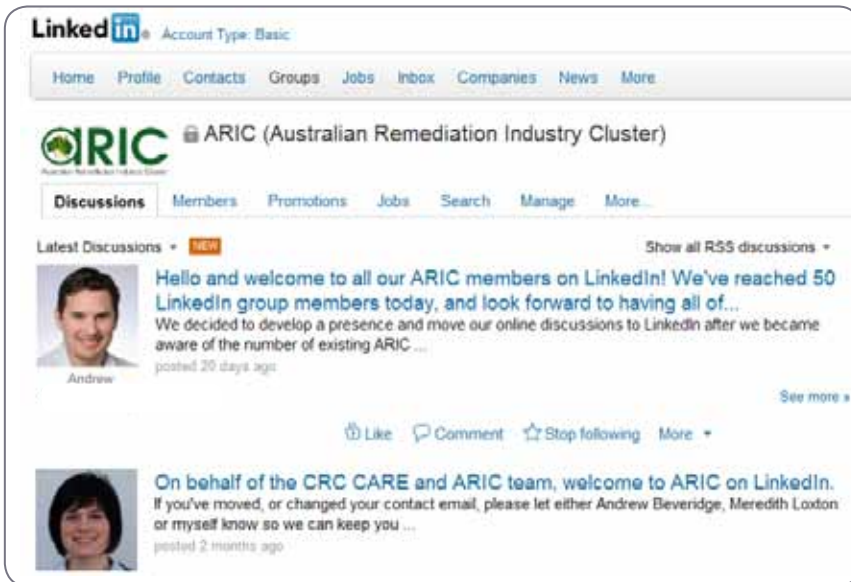 Linked in Account Type: Basic
Home Profile Contacts Groups Jobs Inbox Companies News More
aRIC ARIC (Australian Remediation Industry Cluster)
Australian Remediation Industry Cluster
Discussions Members Promotions Jobs Search Manage More...
Latest Discussions NEW Show all RSS discussions
Hello and welcome to all our ARIC members on LinkedIn! We've reached 50
LinkedIn group members today, and look forward to having all of...
We decided to develop a presence and move our online discussions to LinkedIn after we became
aware of the number of existing ARIC ...
posted 20 days ago
Andrew
See more »
Like Comment Stop following More
On behalf of the CRC CARE and ARIC team, welcome to ARIC on LinkedIn.
If you've moved, or changed your contact email, please let either Andrew Beveridge, Meredith Loxton
or myself know so we can keep you ...
posted 2 months ago